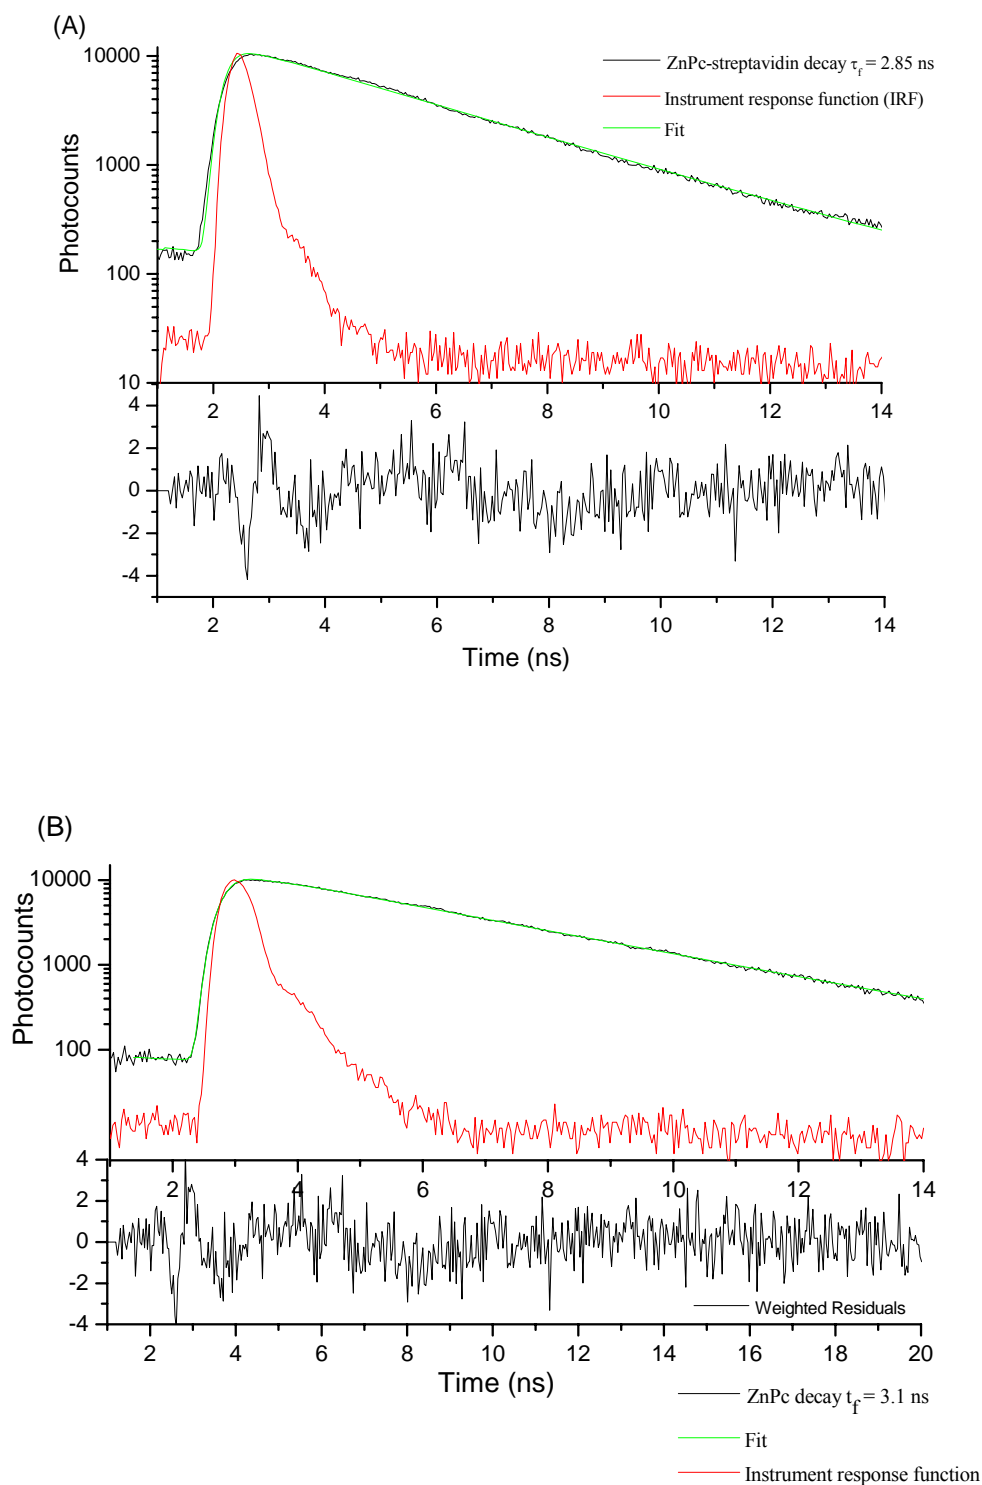 (A)
10000
1000
100
10
Photocounts
ZnPc-streptavidin decay τf = 2.85 ns
Instrument response function (IRF)
Fit
2 4 6 8 10 12 14
4
2
0
-2
-4
2 4 6 8 10 12 14
Time (ns)
(B)
10000
1000
100
Photocounts
2 4 6 8 10 12 14
4
2
0
-2
-4
Weighted Residuals
2 4 6 8 10 12 14 16 18 20
Time (ns)
ZnPc decay tf = 3.1 ns
Fit
Instrument response function